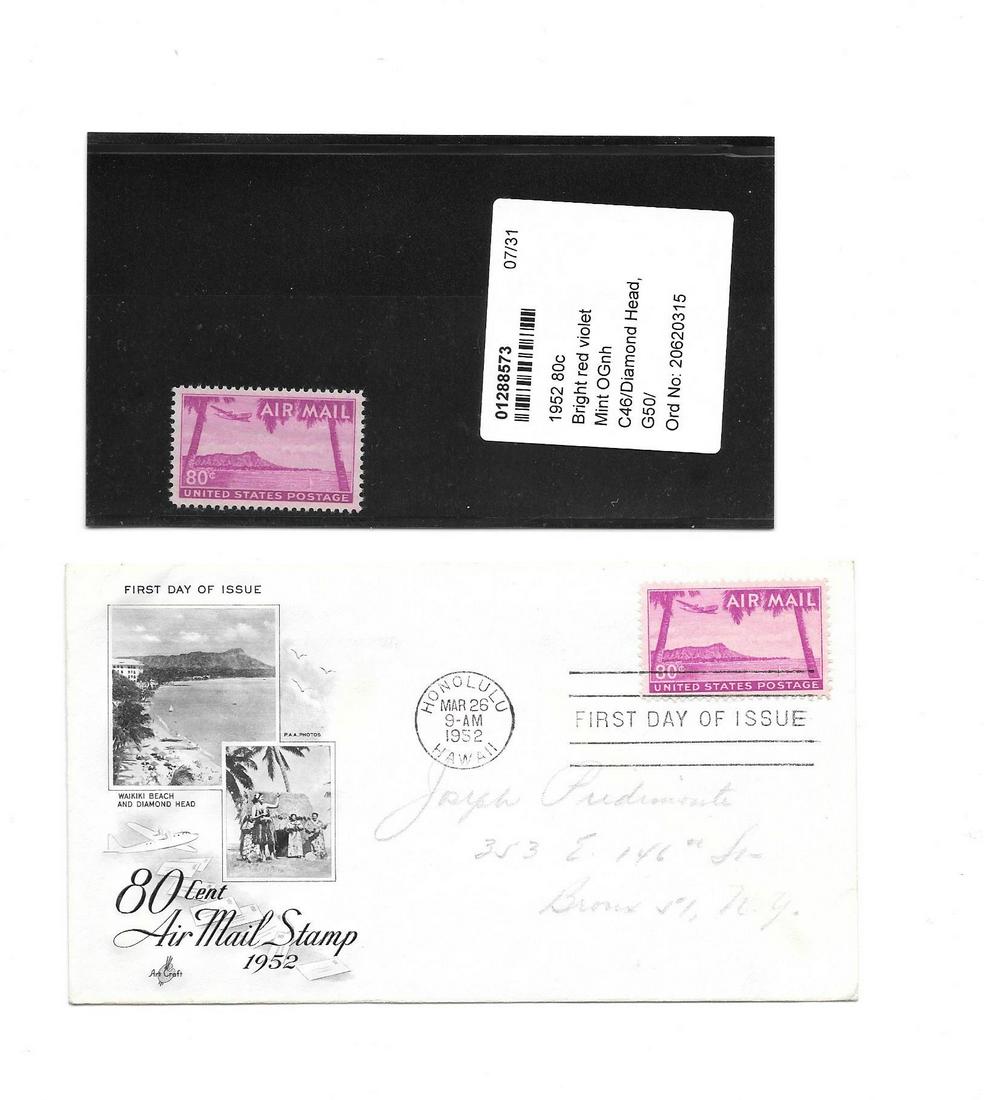 AIR MAIL
80¢
UNITED STATES POSTAGE
01288573
07/31
1952 80c
Bright red violet
Mint OGnh
C46/Diamond Head,
G50/
Ord No: 20620315
FIRST DAY OF ISSUE
P.A.A. PHOTOS
WAIKIKI BEACH
AND DIAMOND HEAD
80 Cent
Air Mail Stamp
1952
Art Craft
AIR MAIL
80¢
UNITED STATES POSTAGE
HONOLULU
MAR 26
9-AM
1952
HAWAII
FIRST DAY OF ISSUE
Joseph
353 E. 146th St
Bronx 51, N.Y.